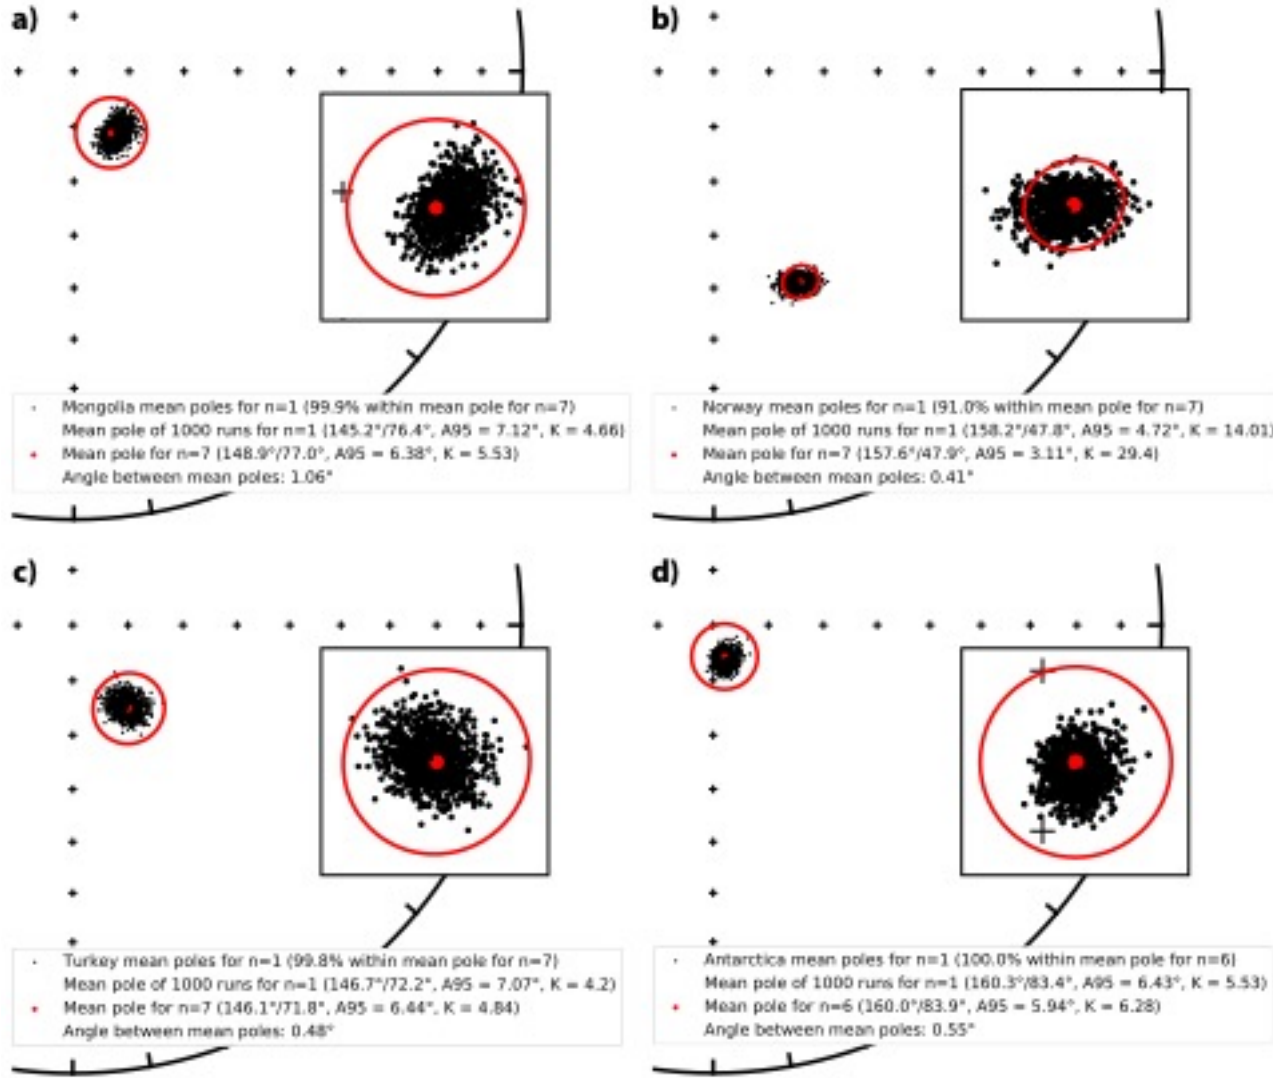 a)
Mongolia mean poles for n=1 (99.9% within mean pole for n=7)
Mean pole of 1000 runs for n=1 (145.2°/76.4°, A95 = 7.12°, K = 4.66)
Mean pole for n=7 (148.9°/77.0°, A95 = 6.38°, K = 5.53)
Angle between mean poles: 1.06°
b)
Norway mean poles for n=1 (91.0% within mean pole for n=7)
Mean pole of 1000 runs for n=1 (158.2°/47.8°, A95 = 4.72°, K = 14.01)
Mean pole for n=7 (157.6°/47.9°, A95 = 3.11°, K = 29.4)
Angle between mean poles: 0.41°
c)
Turkey mean poles for n=1 (99.8% within mean pole for n=7)
Mean pole of 1000 runs for n=1 (146.7°/72.2°, A95 = 7.07°, K = 4.2)
Mean pole for n=7 (146.1°/71.8°, A95 = 6.44°, K = 4.84)
Angle between mean poles: 0.48°
d)
Antarctica mean poles for n=1 (100.0% within mean pole for n=6)
Mean pole of 1000 runs for n=1 (160.3°/83.4°, A95 = 6.43°, K = 5.53)
Mean pole for n=6 (160.0°/83.9°, A95 = 5.94°, K = 6.28)
Angle between mean poles: 0.55°